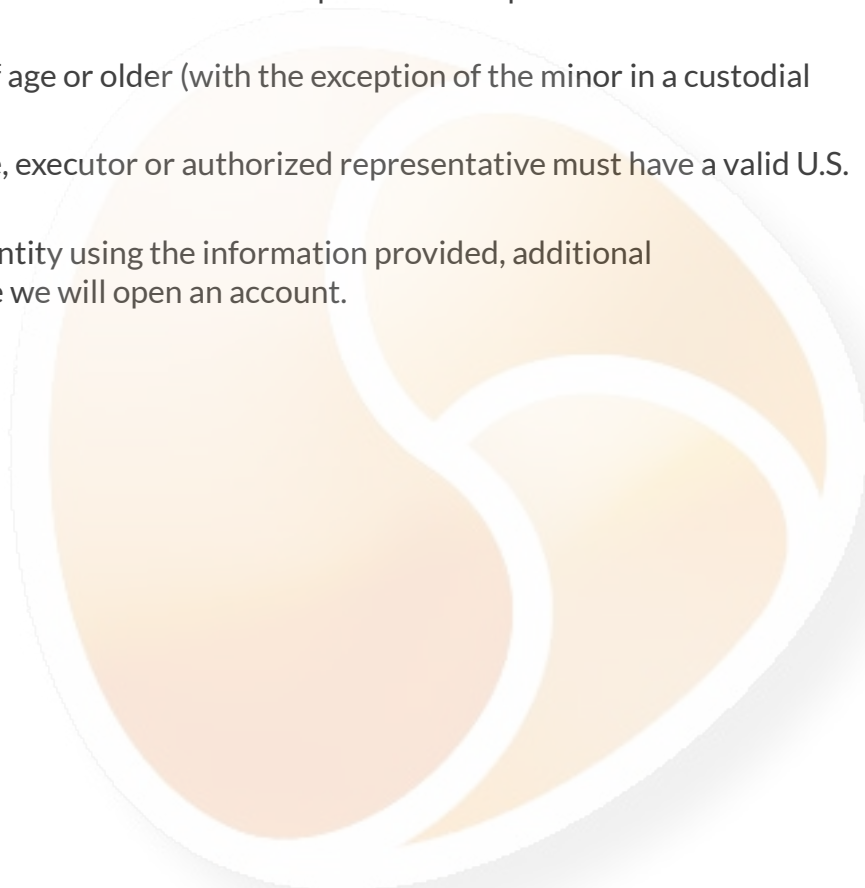 age or older (with the exception of the minor in a custodial
, executor or authorized representative must have a valid U.S.
using the information provided, additional
we will open an account.